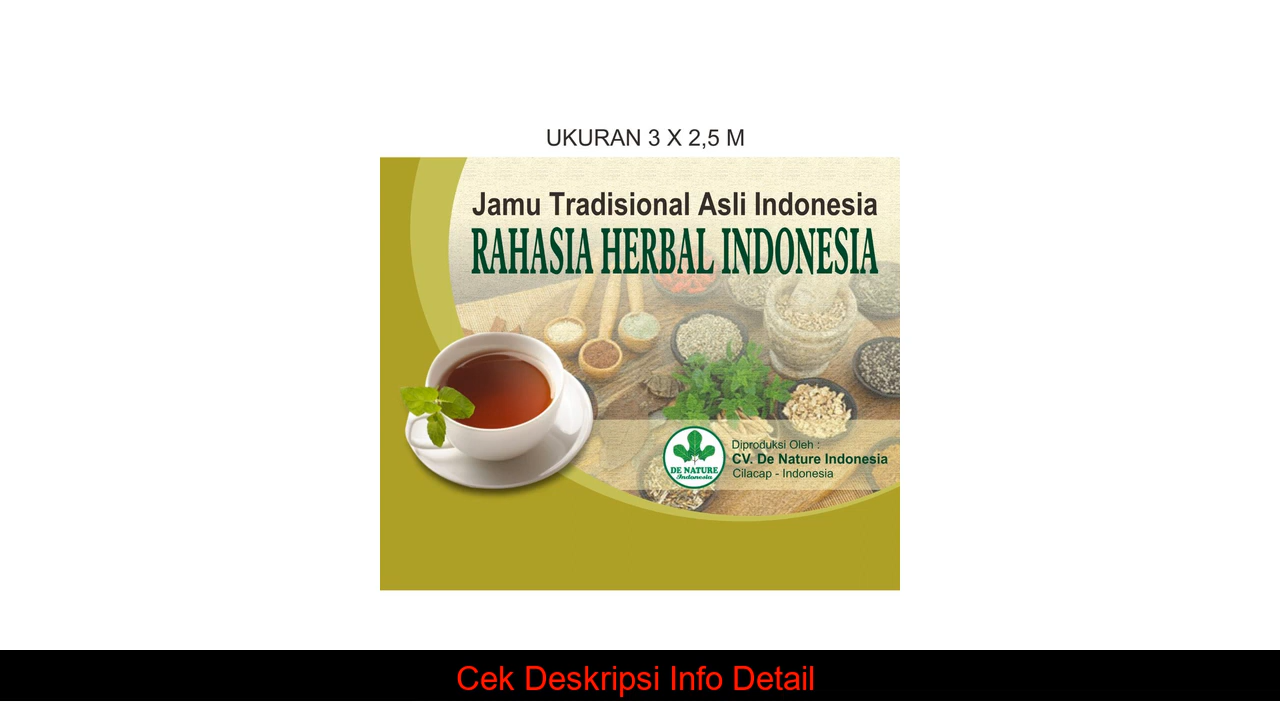 UKURAN 3 X 2,5 M
Jamu Tradisional Asli Indonesia
RAHASIA HERBAL INDONESIA
DE NATURE
Indonesia
Diproduksi Oleh :
CV. De Nature Indonesia
Cilacap - Indonesia
Cek Deskripsi Info Detail